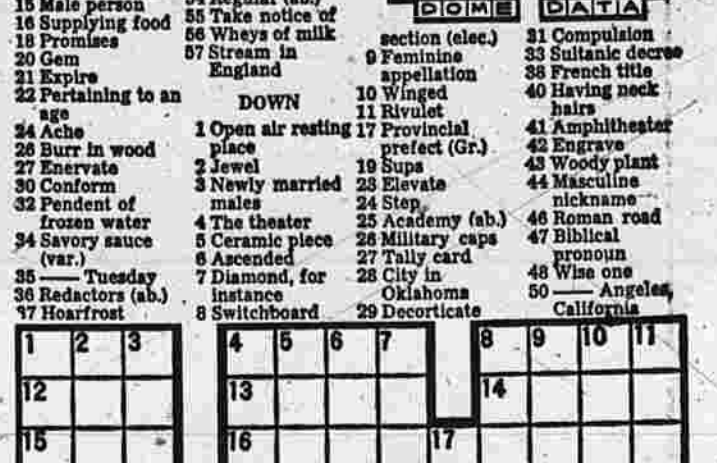 15 Male person
16 Supplying food
18 Promises
20 Gem
21 Expire
22 Pertaining to an
age
24 Ache
26 Burr in wood
27 Enervate
30 Conform
32 Pendent of
frozen water
34 Savory sauce
(var.)
35 —— Tuesday
36 Redactors (ab.)
37 Hoarfrost
(ab.)
55 Take notice of
56 Wheys of milk
57 Stream in
England
DOWN
1 Open air resting
place
2 Jewel
3 Newly married
males
4 The theater
5 Ceramic piece
6 Ascended
7 Diamond, for
instance
8 Switchboard
DOME DATA
section (elec.)
9 Feminine
appellation
10 Winged
11 Rivulet
17 Provincial
prefect (Gr.)
19 Sups
23 Elevate
24 Step
25 Academy (ab.)
26 Military caps
27 Tally card
28 City in
Oklahoma
29 Decorticate
31 Compulsion
33 Sultanic decree
38 French title
40 Having neck
hairs
41 Amphitheater
42 Engrave
43 Woody plant
44 Masculine
nickname
46 Roman road
47 Biblical
pronoun
48 Wise one
50 —— Angeles,
California
1 2 3 4 5 6 7 8 9 10 11
12 13 14
15 16 17